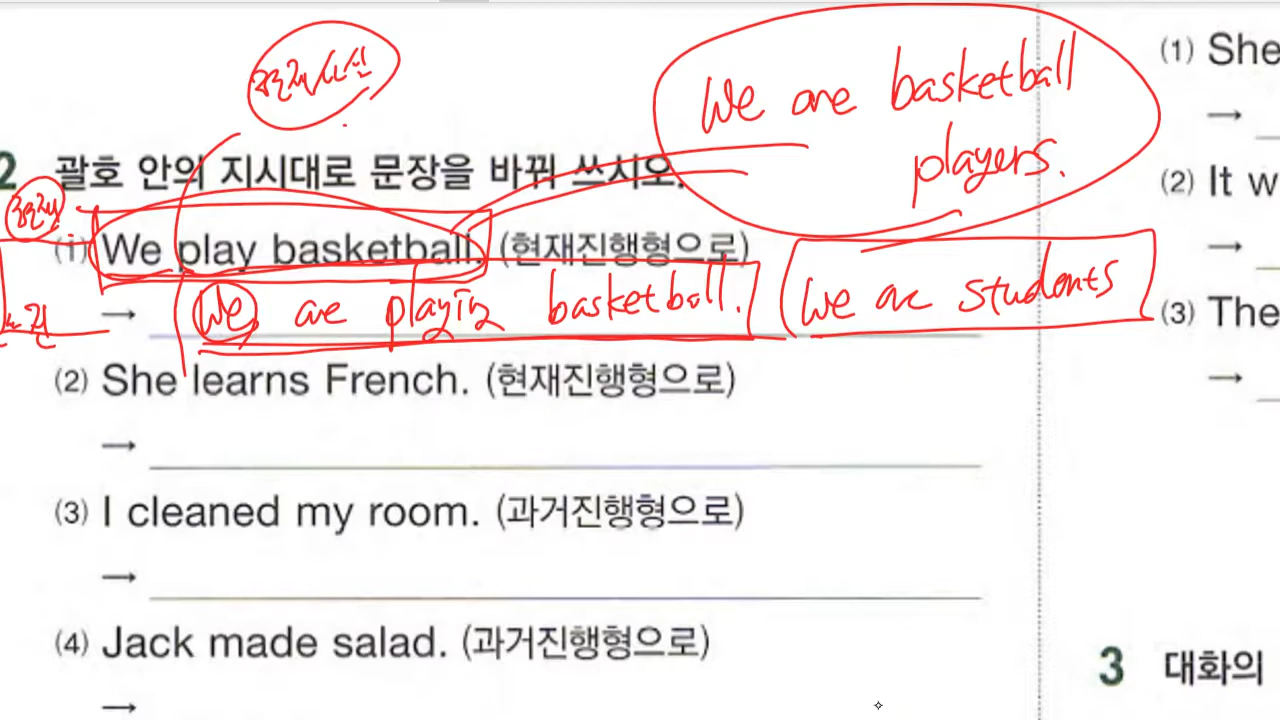 We are basketball
players.
2 괄호 안의 지시대로 문장을 바꿔 쓰시오.
(1) We play basketball. (현재진행형으로)
→ We are playing basketball.
We are students
(2) She learns French. (현재진행형으로)
→
(3) I cleaned my room. (과거진행형으로)
→
(4) Jack made salad. (과거진행형으로)
→
(1) She
→
(2) It w
→
(3) The
→
3 대화의